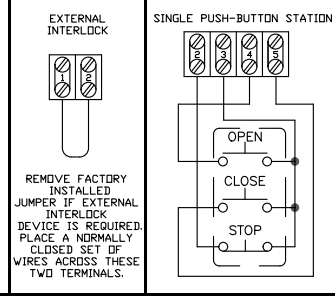 EXTERNAL
INTERLOCK
1 2
REMOVE FACTORY
INSTALLED
JUMPER IF EXTERNAL
INTERLOCK
DEVICE IS REQUIRED.
PLACE A NORMALLY
CLOSED SET OF
WIRES ACROSS THESE
TWO TERMINALS.
SINGLE PUSH-BUTTON STATION
2 3 4 5
OPEN
CLOSE
STOP